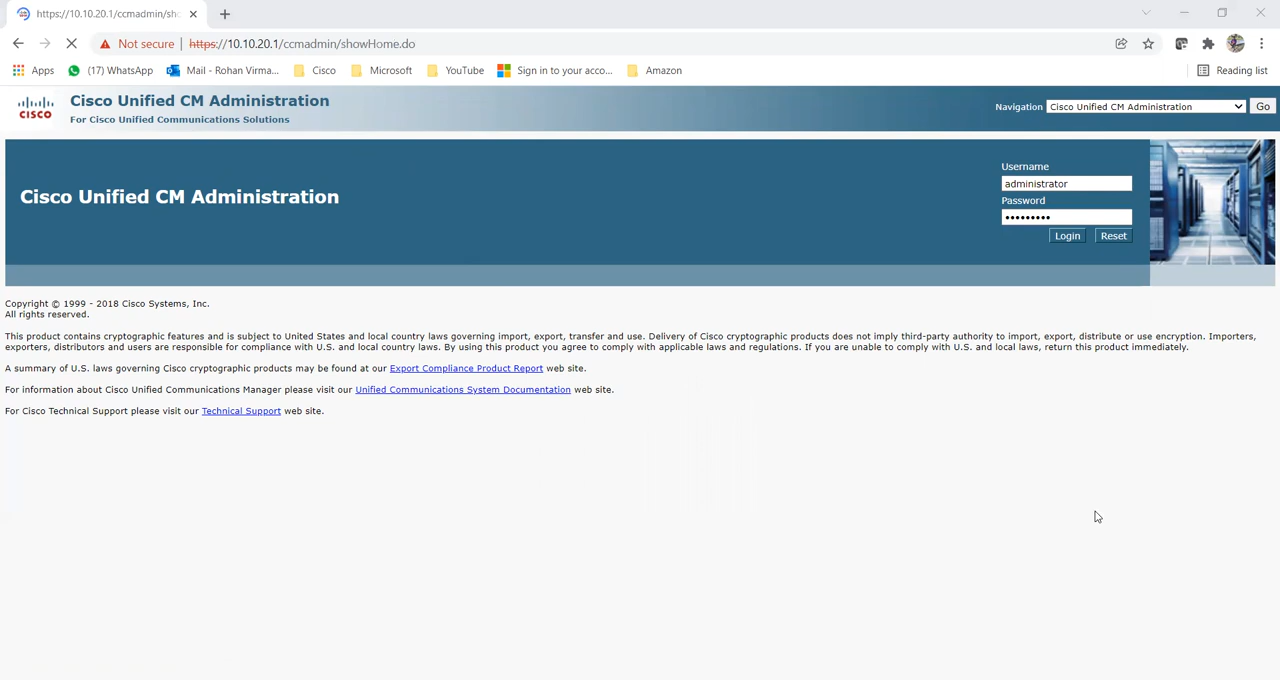 https://10.10.20.1/ccmadmin/sho
Not secure | https://10.10.20.1/ccmadmin/showHome.do
Apps (17) WhatsApp Mail - Rohan Virma... Cisco Microsoft YouTube Sign in to your acco... Amazon Reading list
CISCO
Cisco Unified CM Administration
For Cisco Unified Communications Solutions
Navigation Cisco Unified CM Administration Go
Cisco Unified CM Administration
Username
administrator
Password
•••••••••
Login Reset
Copyright © 1999 - 2018 Cisco Systems, Inc.
All rights reserved.
This product contains cryptographic features and is subject to United States and local country laws governing import, export, transfer and use. Delivery of Cisco cryptographic products does not imply third-party authority to import, export, distribute or use encryption. Importers,
exporters, distributors and users are responsible for compliance with U.S. and local country laws. By using this product you agree to comply with applicable laws and regulations. If you are unable to comply with U.S. and local laws, return this product immediately.
A summary of U.S. laws governing Cisco cryptographic products may be found at our Export Compliance Product Report web site.
For information about Cisco Unified Communications Manager please visit our Unified Communications System Documentation web site.
For Cisco Technical Support please visit our Technical Support web site.